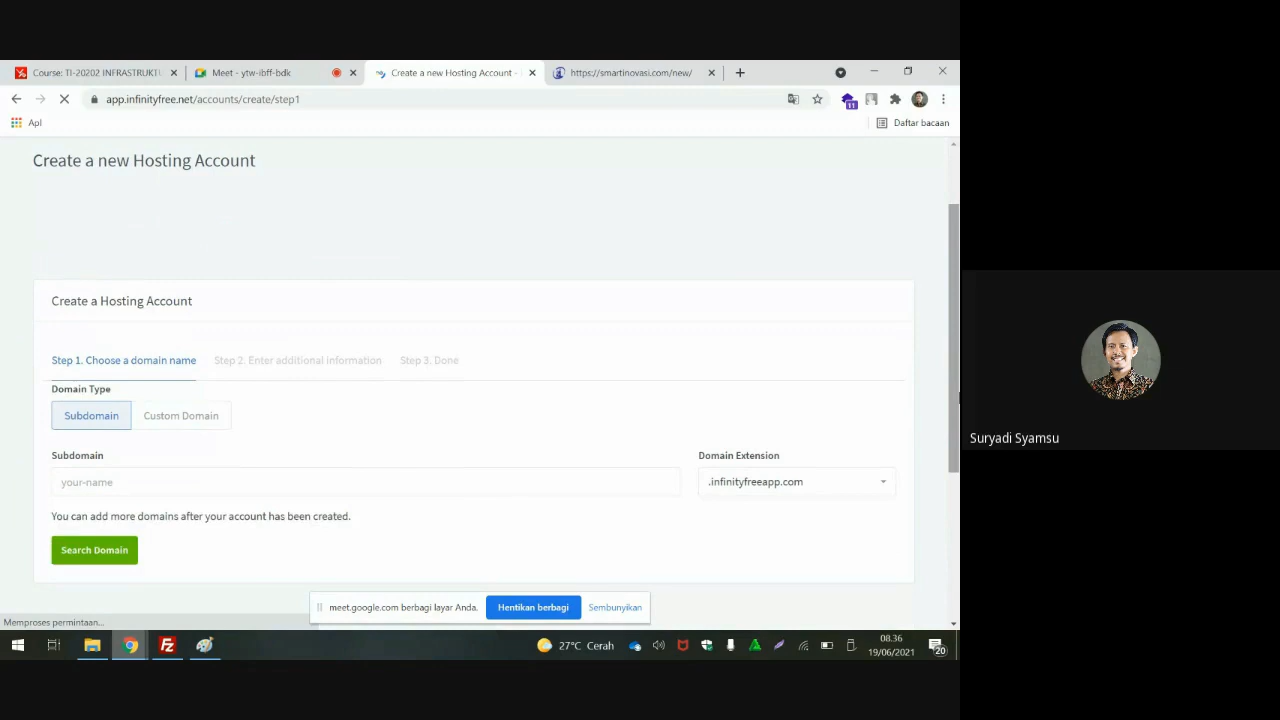 Course: TI-20202 INFRASTRUKTU
Meet - ytw-ibff-bdk
Create a new Hosting Account -
https://smartinovasi.com/new/
app.infinityfree.net/accounts/create/step1
11
Apl
Daftar bacaan
Create a new Hosting Account
Create a Hosting Account
Step 1. Choose a domain name
Step 2. Enter additional information
Step 3. Done
Domain Type
Subdomain
Custom Domain
Subdomain
Domain Extension
your-name
.infinityfreeapp.com
You can add more domains after your account has been created.
Search Domain
meet.google.com berbagi layar Anda.
Hentikan berbagi
Sembunyikan
Memproses permintaan...
27°C Cerah
08.36
19/06/2021
20
Suryadi Syamsu